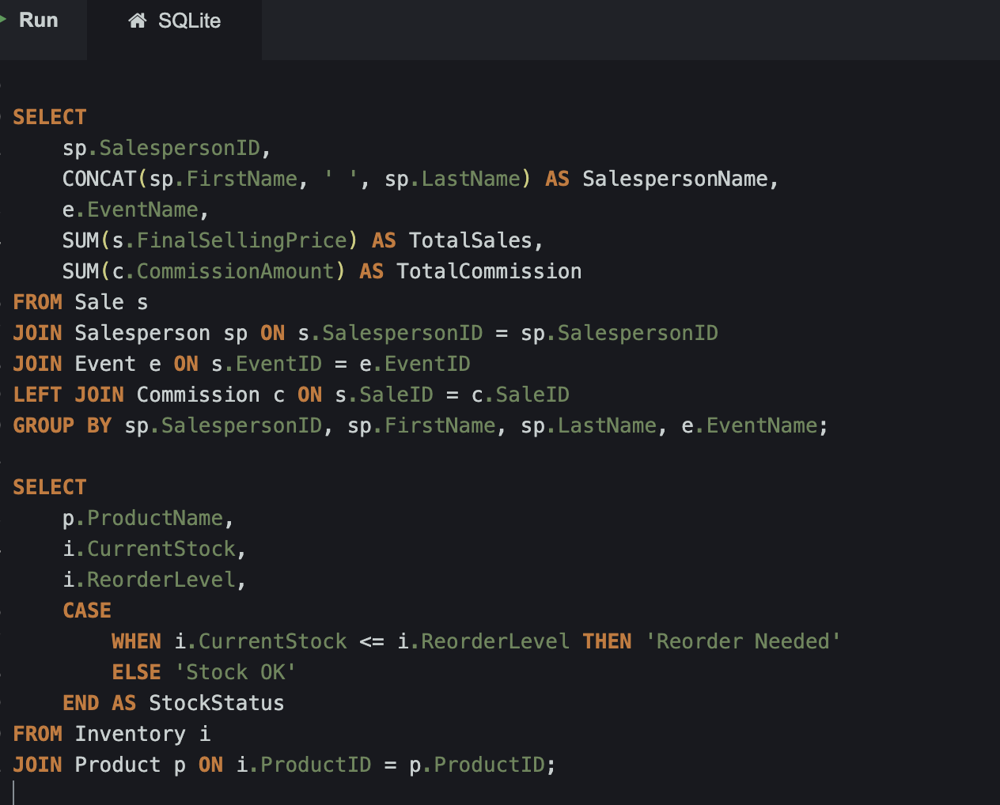 Run
SQLite
SELECT
sp.SalespersonID,
CONCAT(sp.FirstName, ' ', sp.LastName) AS SalespersonName,
e.EventName,
SUM(s.FinalSellingPrice) AS TotalSales,
SUM(c.CommissionAmount) AS TotalCommission
FROM Sale s
JOIN Salesperson sp ON s.SalespersonID = sp.SalespersonID
JOIN Event e ON s.EventID = e.EventID
LEFT JOIN Commission c ON s.SaleID = c.SaleID
GROUP BY sp.SalespersonID, sp.FirstName, sp.LastName, e.EventName;
SELECT
p.ProductName,
i.CurrentStock,
i.ReorderLevel,
CASE
WHEN i.CurrentStock <= i.ReorderLevel THEN 'Reorder Needed'
ELSE 'Stock OK'
END AS StockStatus
FROM Inventory i
JOIN Product p ON i.ProductID = p.ProductID;